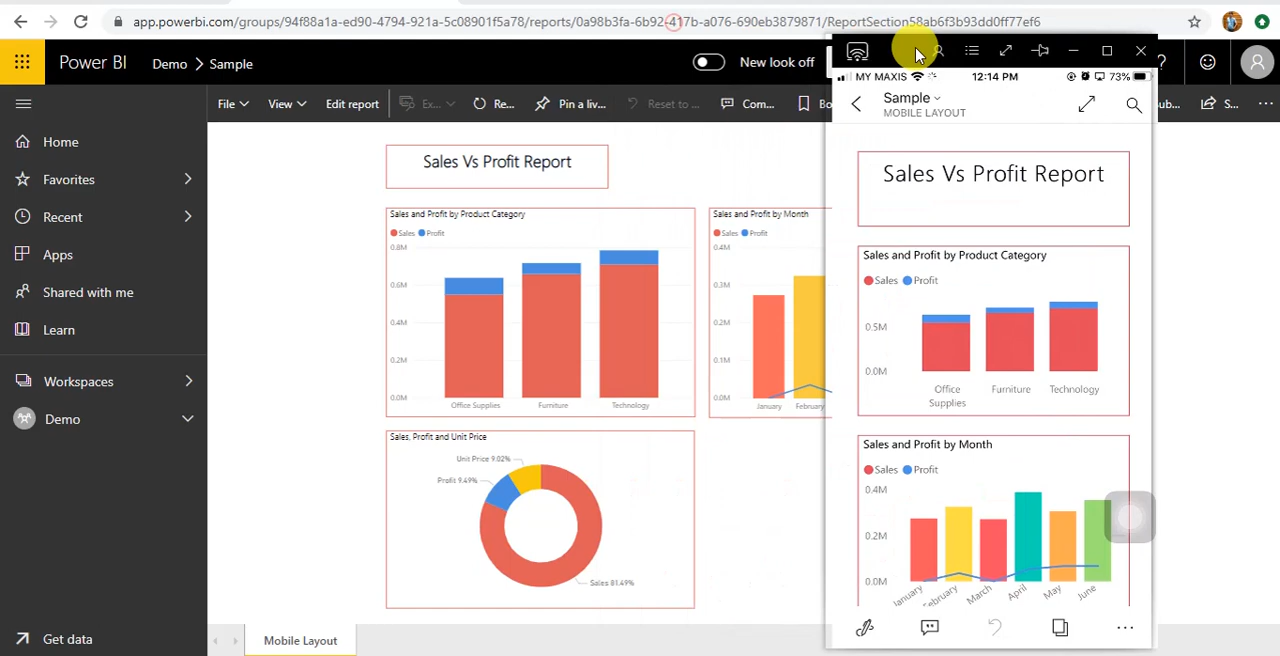 app.powerbi.com/groups/94f88a1a-ed90-4794-921a-5c08901f5a78/reports/0a98b3fa-6b92-417b-a076-690eb3879871/ReportSection58ab6f3b93dd0ff77ef6
Power BI Demo > Sample New look off ?
File View Edit report Ex... Re... Pin a liv... Reset to ... Com... Bo ub... S... ...
Home
Favorites
Recent
Apps
Shared with me
Learn
Workspaces
Demo
Get data
Sales Vs Profit Report
Sales and Profit by Product Category
Sales Profit
0.8M
0.6M
0.4M
0.2M
0.0M
Office Supplies Furniture Technology
Sales and Profit by Month
Sales Profit
0.4M
0.3M
0.2M
0.1M
0.0M
January February
Sales, Profit and Unit Price
Unit Price 9.02%
Profit 9.49%
Sales 81.49%
Mobile Layout
MY MAXIS 12:14 PM 73%
Sample
MOBILE LAYOUT
Sales Vs Profit Report
Sales and Profit by Product Category
Sales Profit
0.5M
0.0M
Office Furniture Technology
Supplies
Sales and Profit by Month
Sales Profit
0.4M
0.2M
0.0M
January February March April May June